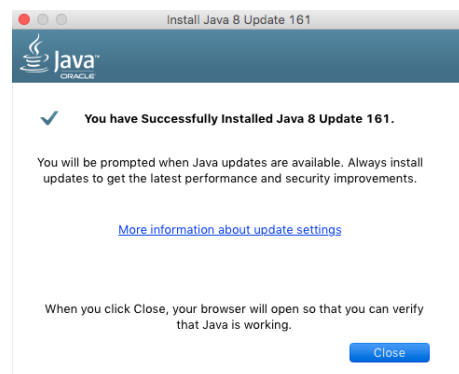 Install Java 8 Update 161
Java™
ORACLE
You have Successfully Installed Java 8 Update 161.
You will be prompted when Java updates are available. Always install
updates to get the latest performance and security improvements.
More information about update settings
When you click Close, your browser will open so that you can verify
that Java is working.
Close